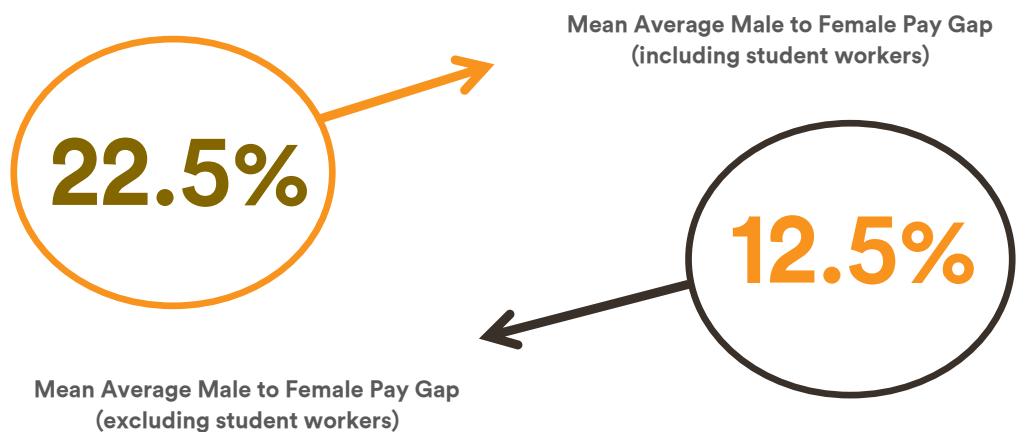 Mean Average Male to Female Pay Gap
(including student workers)
22.5%
12.5%
Mean Average Male to Female Pay Gap
(excluding student workers)